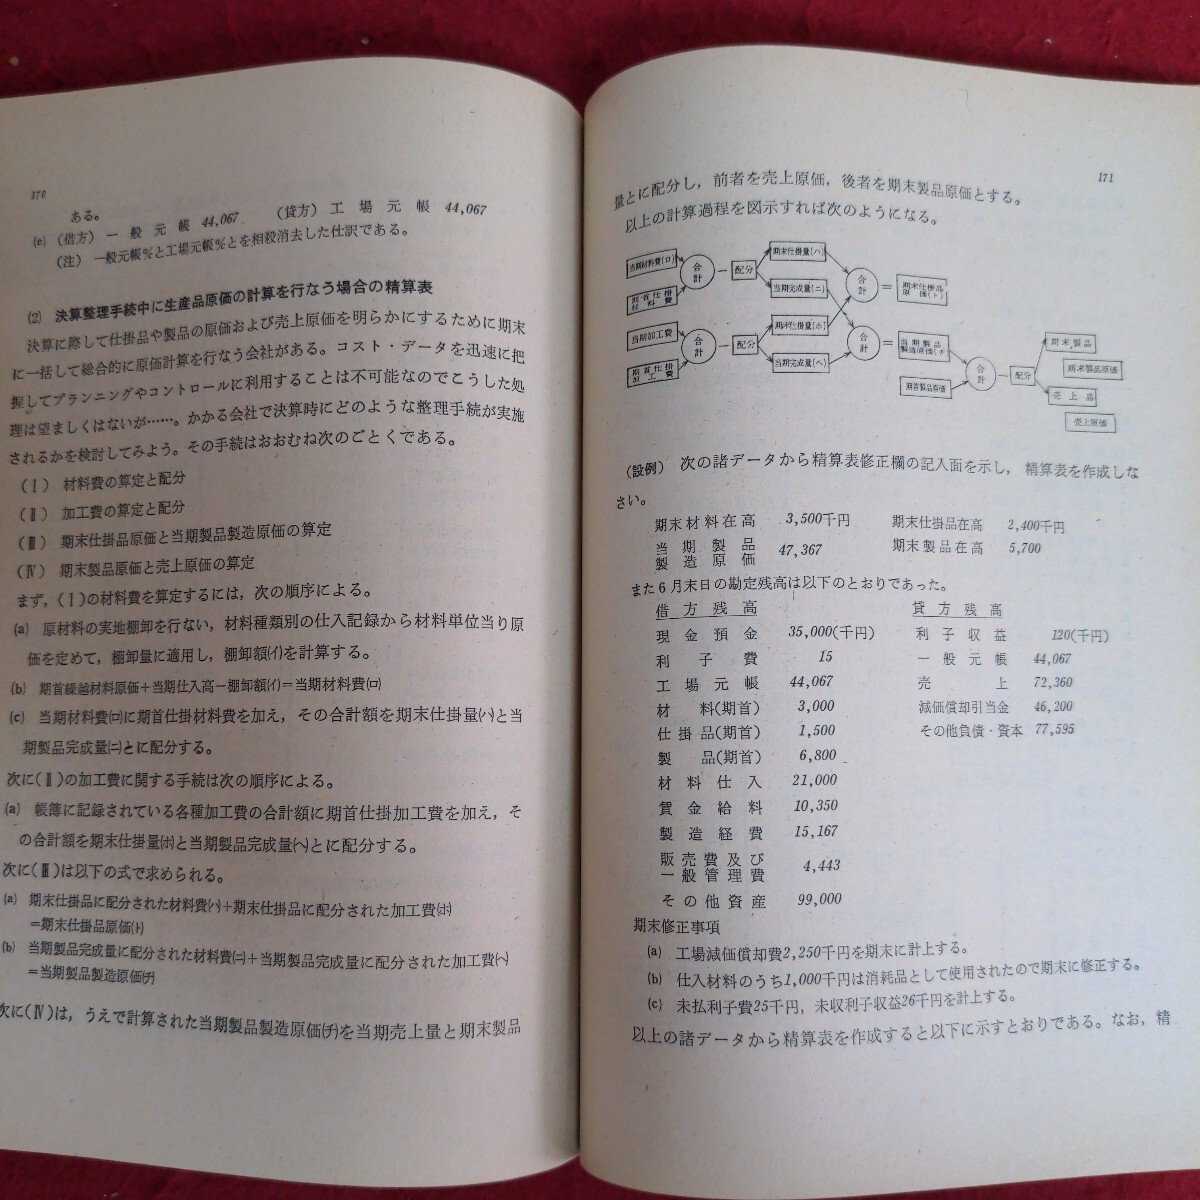 170
ある。
(e) (借方) 一般元帳 44,067 (貸方) 工場元帳 44,067
(注) 一般元帳%と工場元帳%とを相殺消去した仕訳である。
(2) 決算整理手続中に生産品原価の計算を行なう場合の精算表
決算に際して仕掛品や製品の原価および売上原価を明らかにするために期末
に一括して総合的に原価計算を行なう会社がある。コスト・データを迅速に把
握してプランニングやコントロールに利用することは不可能なのでこうした処
理は望ましくはないが……。かかる会社で決算時にどのような整理手続が実施
されるかを検討してみよう。その手続はおおむね次のごとくである。
(Ⅰ) 材料費の算定と配分
(Ⅱ) 加工費の算定と配分
(Ⅲ) 期末仕掛品原価と当期製品製造原価の算定
(Ⅳ) 期末製品原価と売上原価の算定
まず，(Ⅰ)の材料費を算定するには，次の順序による。
(a) 原材料の実地棚卸を行ない，材料種類別の仕入記録から材料単位当り原
価を定めて，棚卸量に適用し，棚卸額(イ)を計算する。
(b) 期首繰越材料原価＋当期仕入高－棚卸額(イ)＝当期材料費(ロ)
(c) 当期材料費(ロ)に期首仕掛材料費を加え，その合計額を期末仕掛量(ハ)と当
期製品完成量(ニ)とに配分する。
次に(Ⅱ)の加工費に関する手続は次の順序による。
(a) 帳簿に記録されている各種加工費の合計額に期首仕掛加工費を加え，そ
の合計額を期末仕掛量(ホ)と当期製品完成量(ヘ)とに配分する。
次に(Ⅲ)は以下の式で求められる。
(a) 期末仕掛品に配分された材料費(ハ)＋期末仕掛品に配分された加工費(ホ)
＝期末仕掛品原価(ト)
(b) 当期製品完成量に配分された材料費(ニ)＋当期製品完成量に配分された加工費(ヘ)
＝当期製品製造原価(チ)
次に(Ⅳ)は，うえで計算された当期製品製造原価(チ)を当期売上量と期末製品
171
量とに配分し，前者を売上原価，後者を期末製品原価とする。
以上の計算過程を図示すれば次のようになる。
当期材料費(ロ)
期首仕掛材料費
合計
配分
期末仕掛量(ハ)
当期完成量(ニ)
合計
期末仕掛品原価(ト)
当期加工費
期首仕掛加工費
合計
配分
期末仕掛量(ホ)
当期完成量(ヘ)
合計
当期製品製造原価(チ)
期首製品原価
合計
配分
期末製品
期末製品原価
売上品
売上原価
(設例) 次の諸データから精算表修正欄の記入面を示し，精算表を作成しな
さい。
期末材料在高 3,500千円 期末仕掛品在高 2,400千円
当期製品製造原価 47,367 期末製品在高 5,700
また6月末日の勘定残高は以下のとおりであった。
借方残高 貸方残高
現金預金 35,000(千円) 利子収益 120(千円)
利子費 15 一般元帳 44,067
工場元帳 44,067 売上 72,360
材料(期首) 3,000 減価償却引当金 46,200
仕掛品(期首) 1,500 その他負債・資本 77,595
製品(期首) 6,800
材料仕入 21,000
賃金給料 10,350
製造経費 15,167
販売費及び
一般管理費 4,443
その他資産 99,000
期末修正事項
(a) 工場減価償却費2,250千円を期末に計上する。
(b) 仕入材料のうち1,000千円は消耗品として使用されたので期末に修正する。
(c) 未払利子費25千円，未収利子収益26千円を計上する。
以上の諸データから精算表を作成すると以下に示すとおりである。なお，精